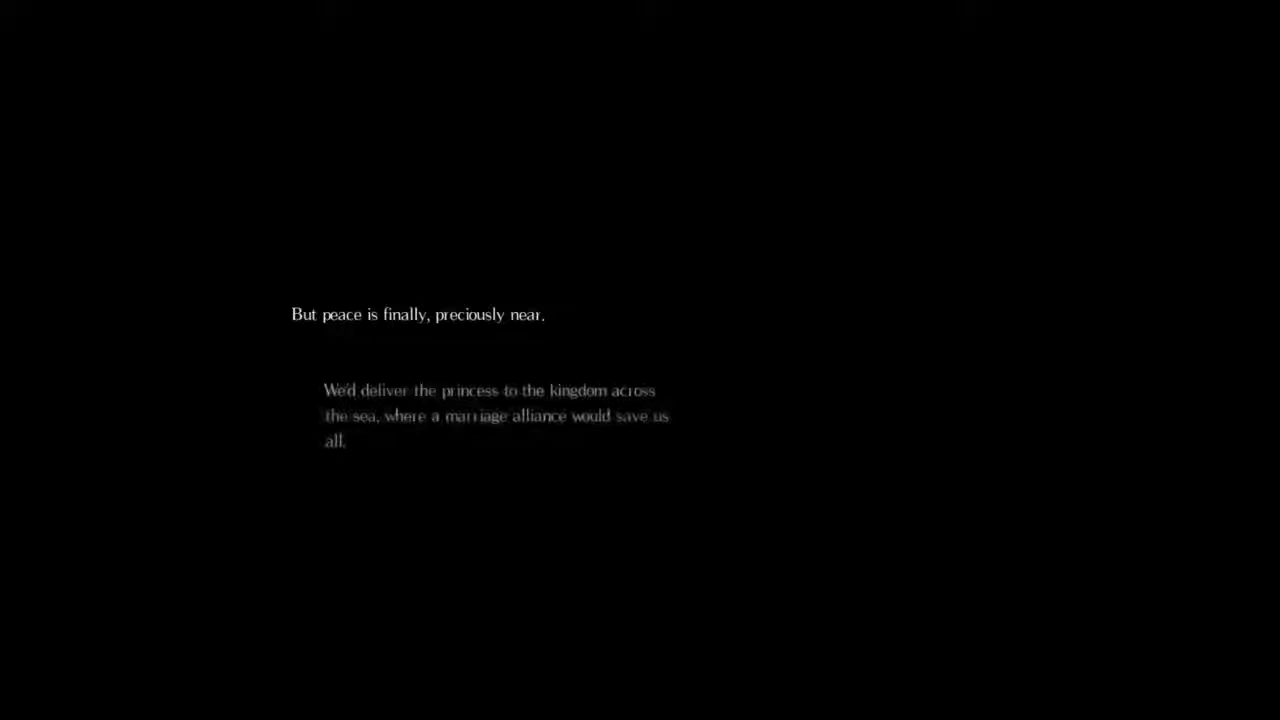 But peace is finally, preciously near.
We'd deliver the princess to the kingdom across
the sea, where a marriage alliance would save us
all.